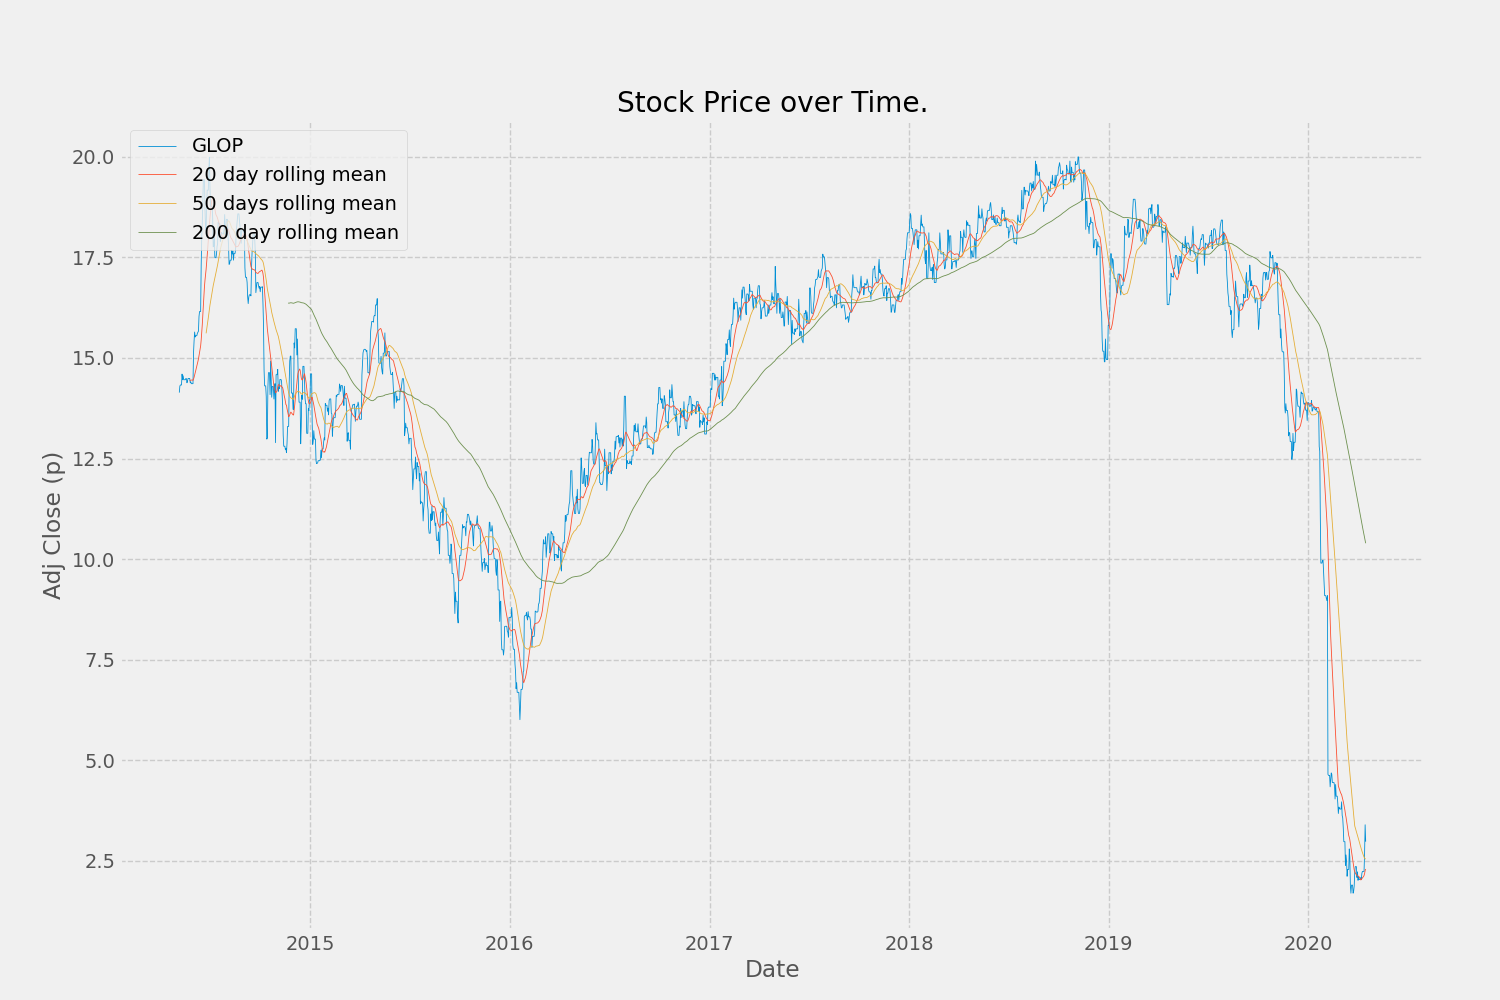 Stock Price over Time.
GLOP
20 day rolling mean
50 days rolling mean
200 day rolling mean
20.0
17.5
15.0
12.5
10.0
7.5
5.0
2.5
Adj Close (p)
2015 2016 2017 2018 2019 2020
Date